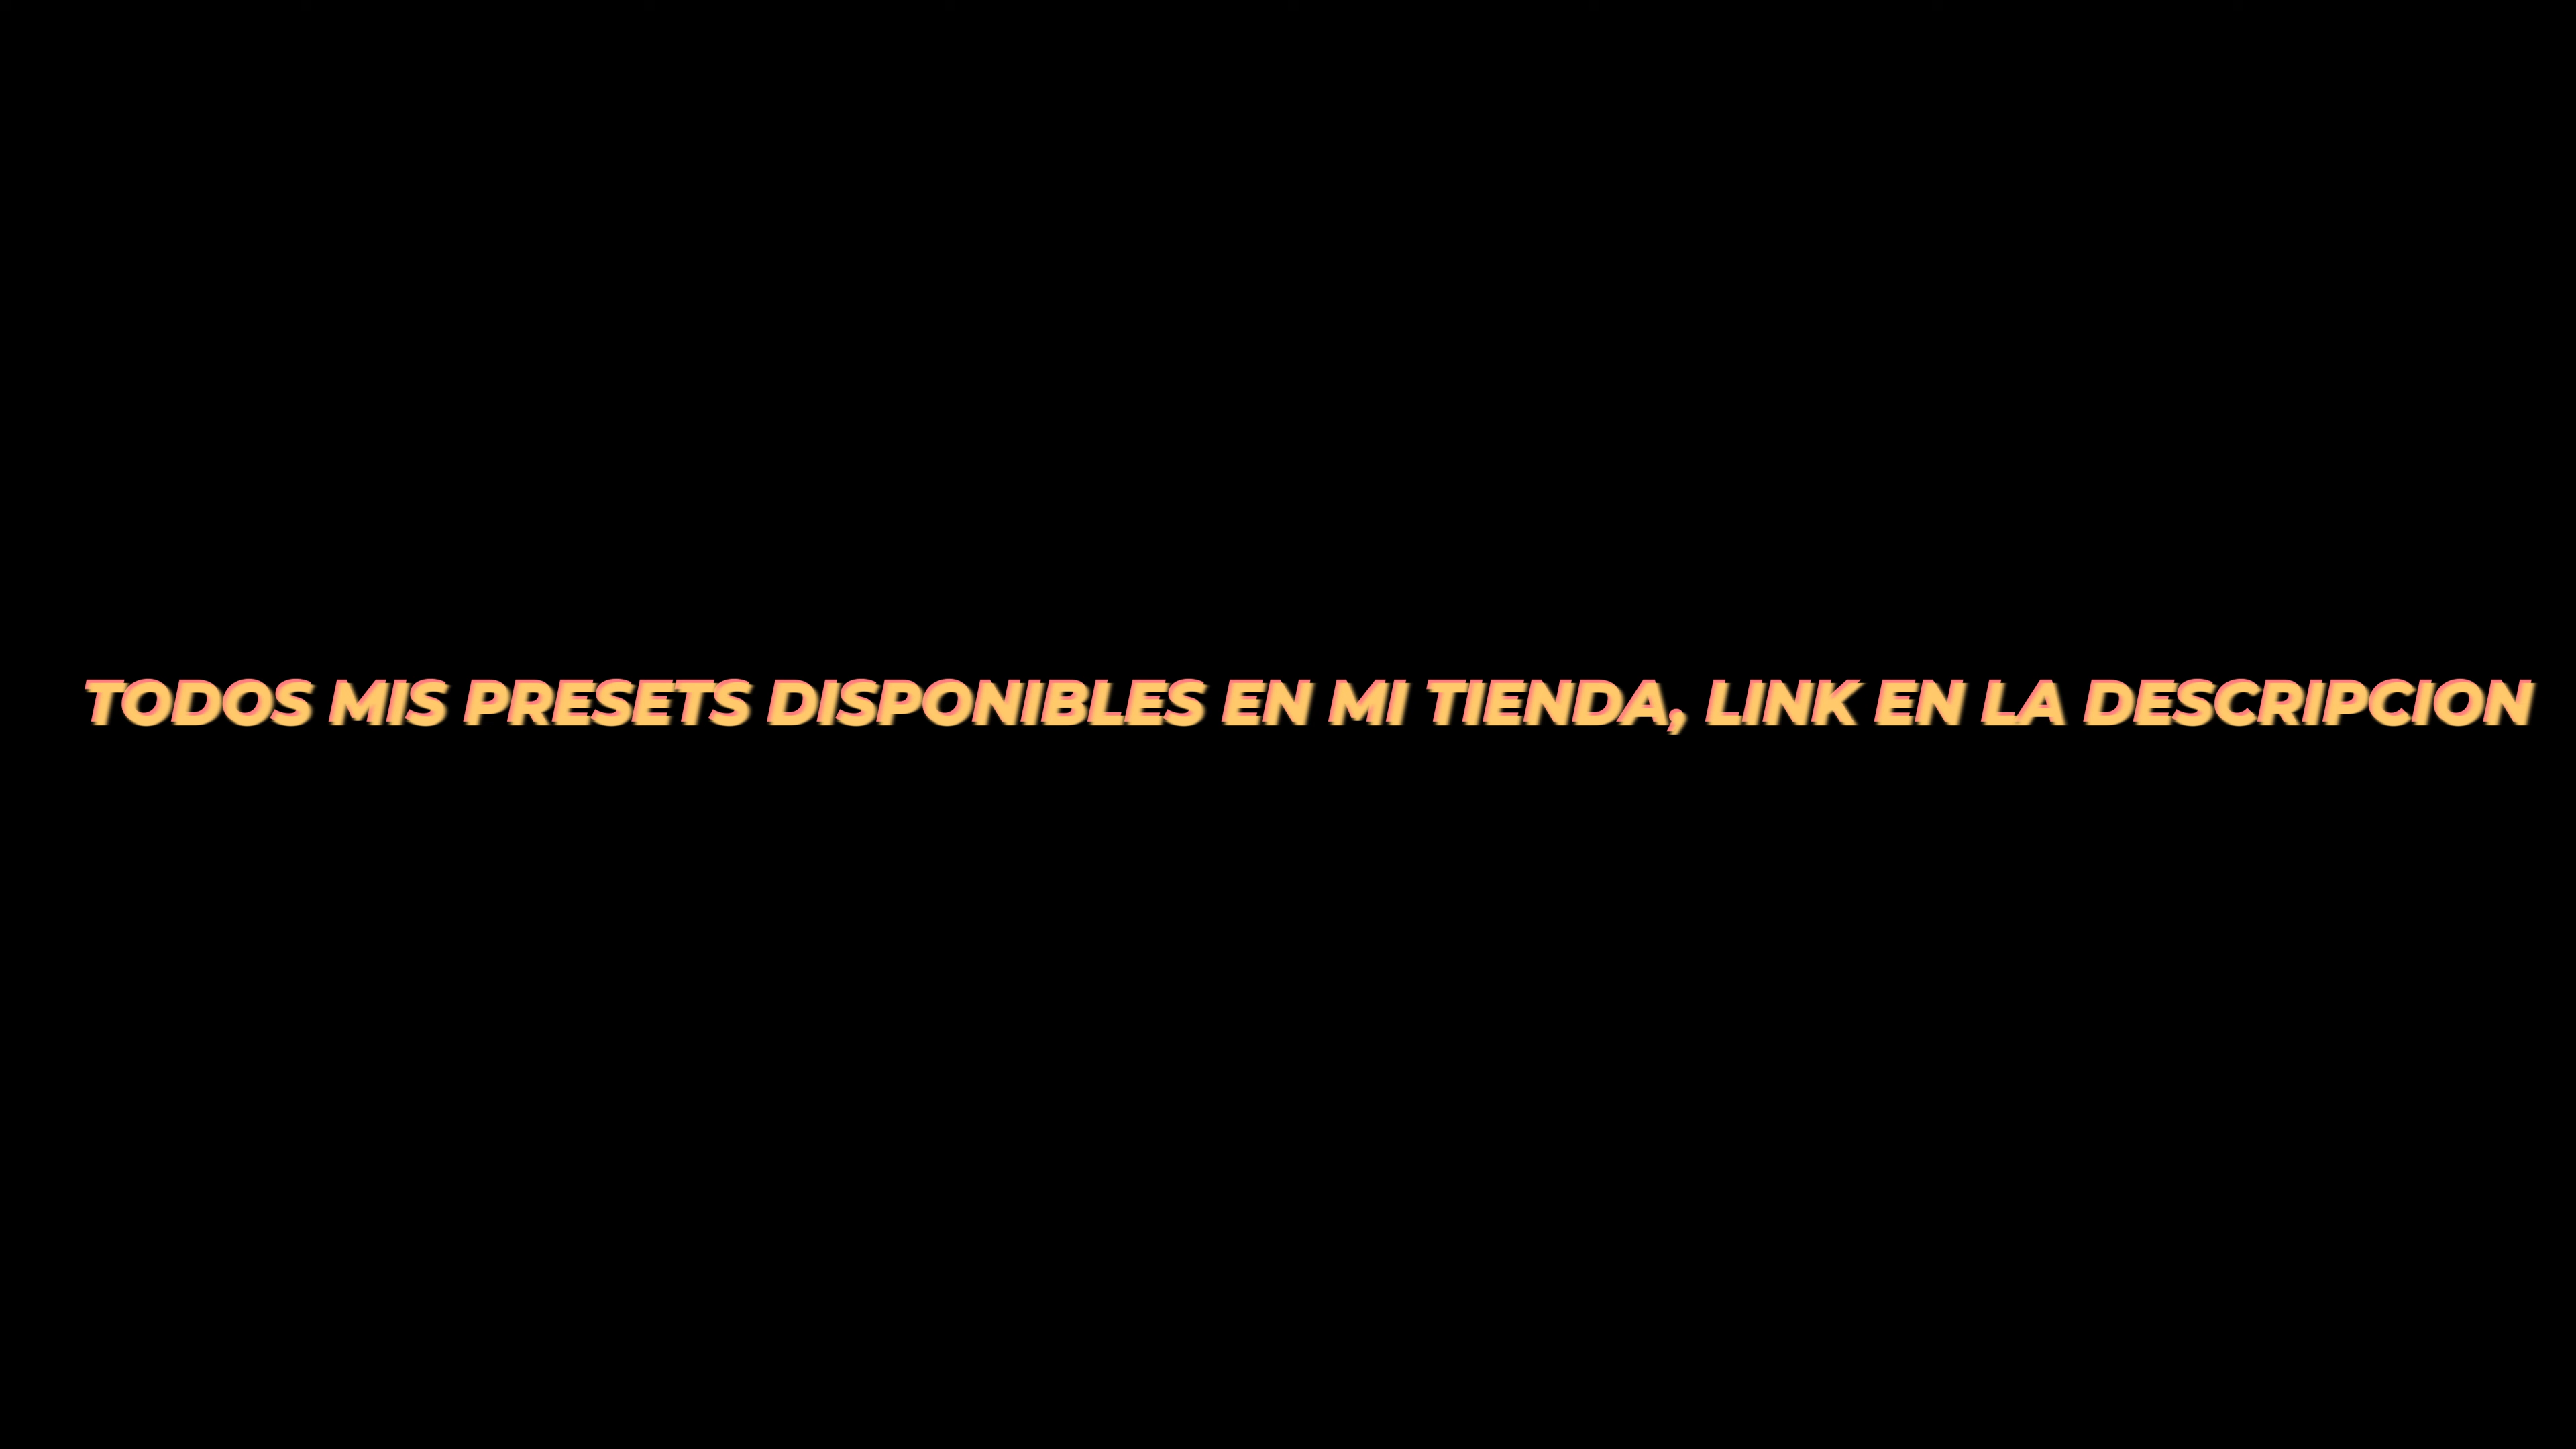 TODOS MIS PRESETS DISPONIBLES EN MI TIENDA, LINK EN LA DESCRIPCION